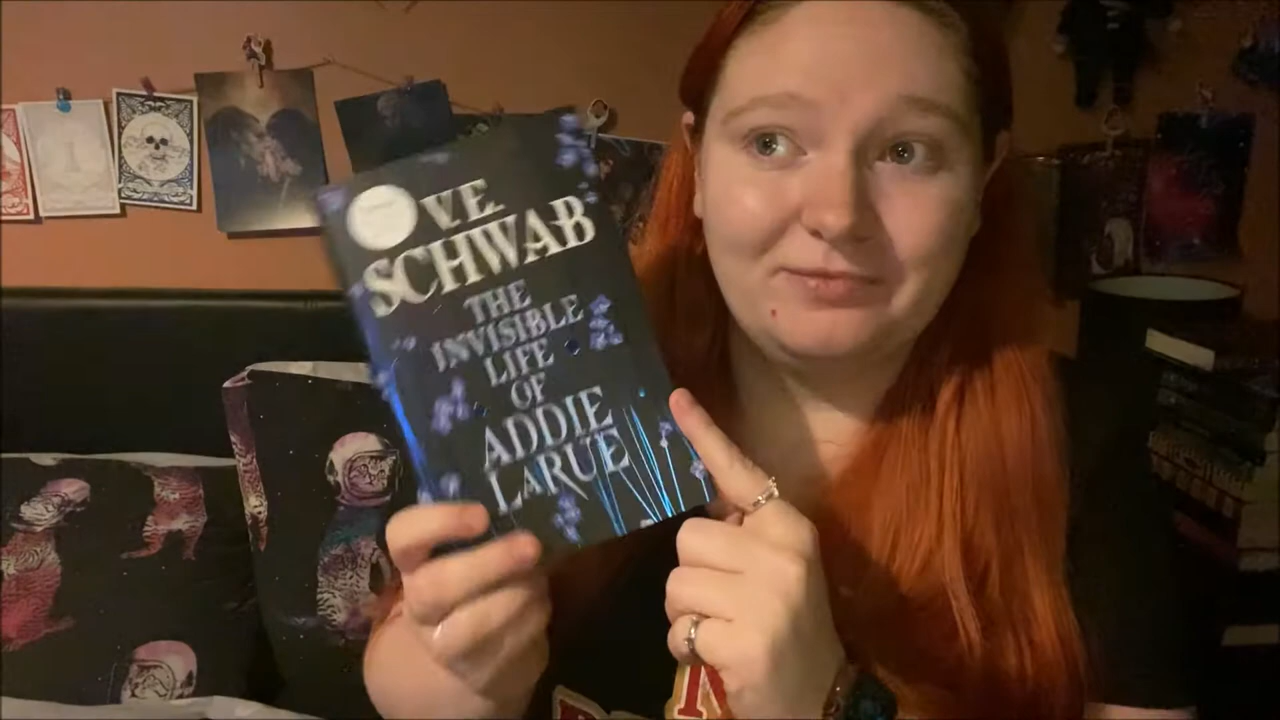 V.E.
SCHWAB
THE
INVISIBLE
LIFE
OF
ADDIE
LARUE